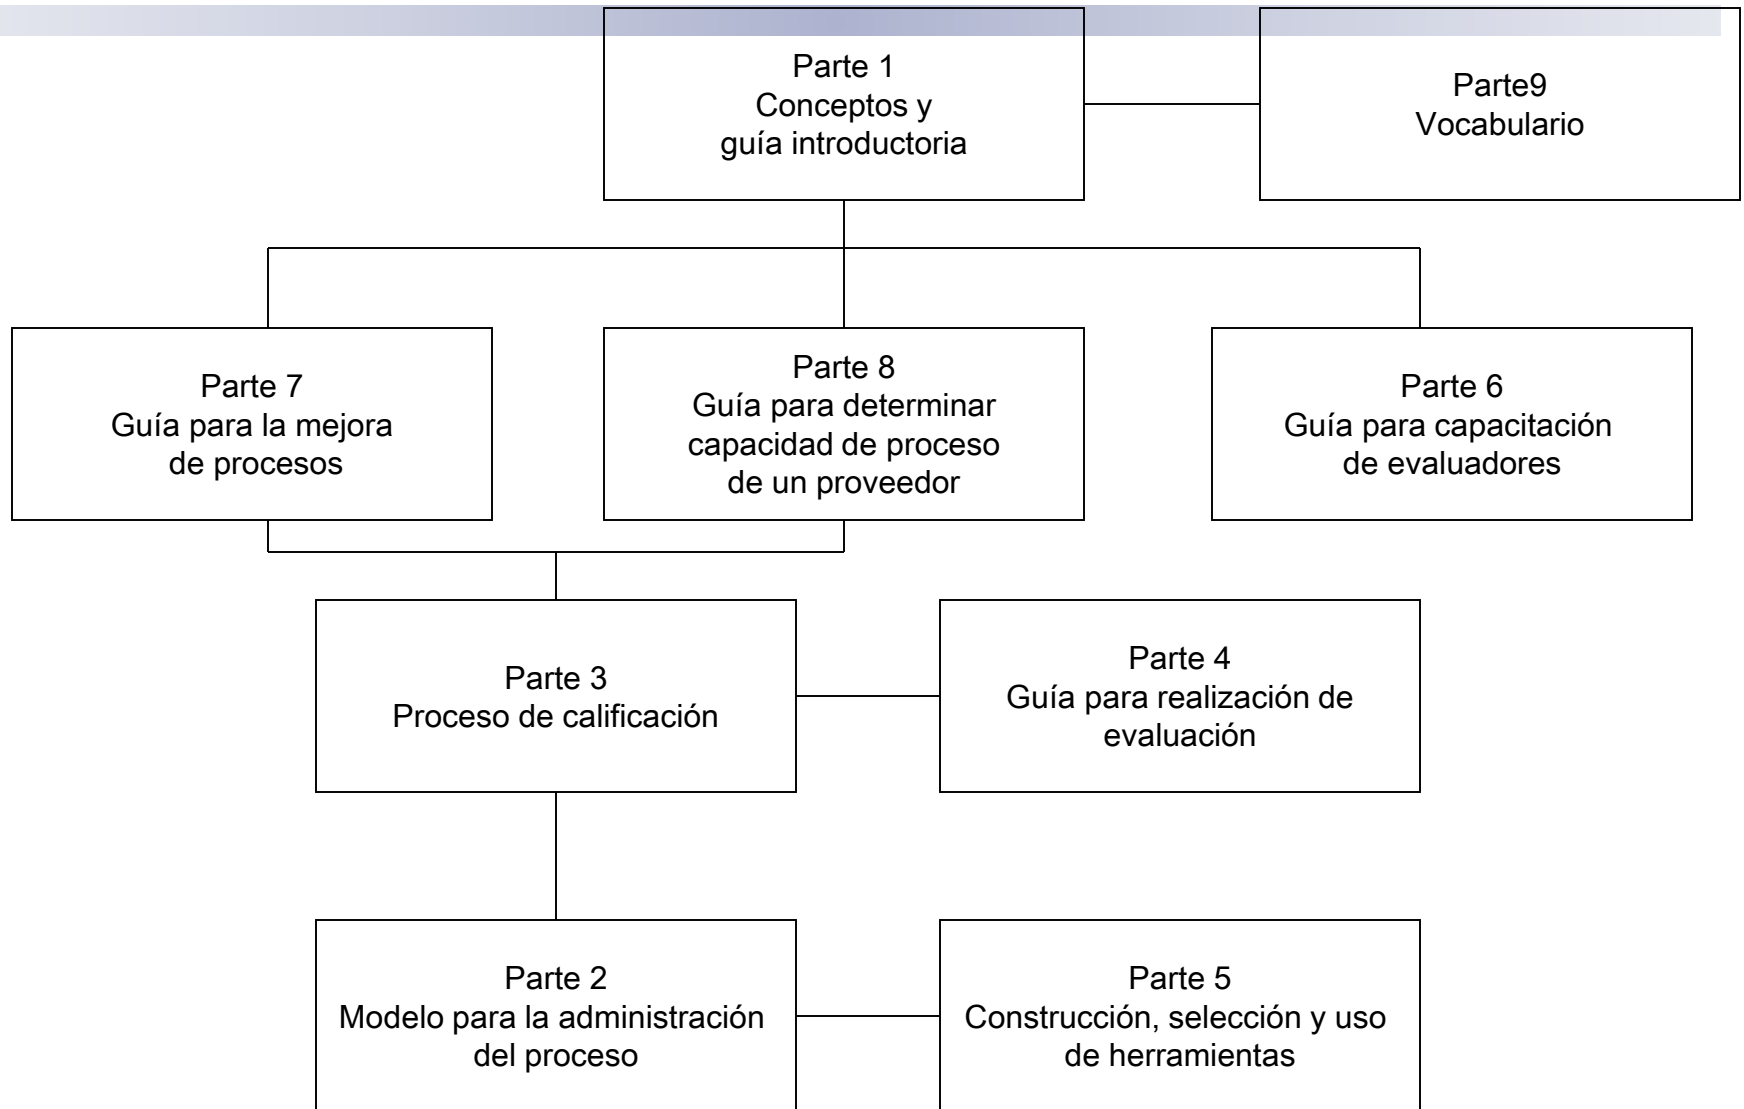 Parte 1
Conceptos y
guía introductoria
Parte9
Vocabulario
Parte 7
Guía para la mejora
de procesos
Parte 8
Guía para determinar
capacidad de proceso
de un proveedor
Parte 6
Guía para capacitación
de evaluadores
Parte 3
Proceso de calificación
Parte 4
Guía para realización de
evaluación
Parte 2
Modelo para la administración
del proceso
Parte 5
Construcción, selección y uso
de herramientas